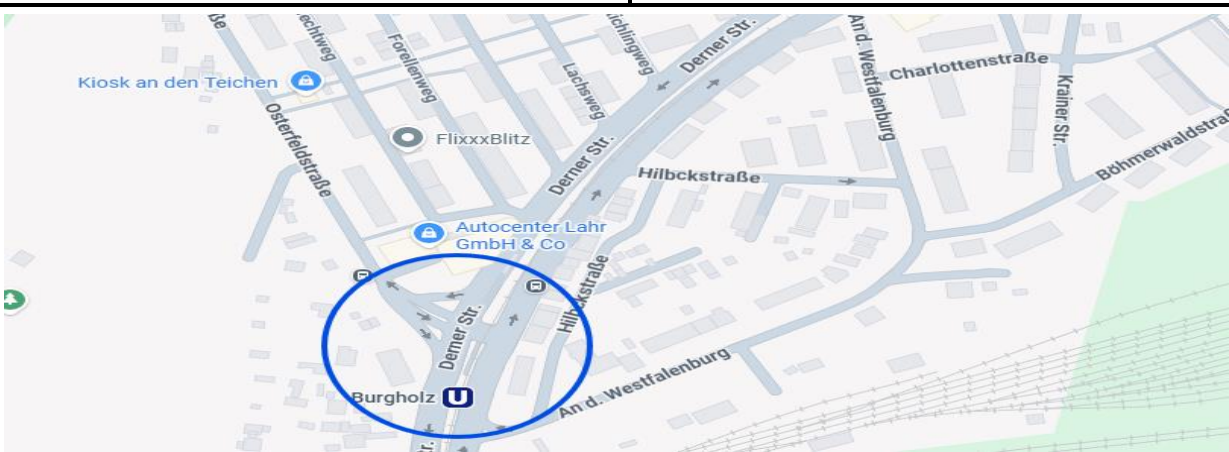 Kiosk an den Teichen
Forellenweg
Lachsweg
Derner Str.
An d. Westfalenburg
Charlottenstraße
Krainer Str.
Osterfeldstraße
FlixxxBlitz
Derner Str.
Hilbckstraße
Autocenter Lahr
GmbH & Co
Hilbckstraße
Derner Str.
An d. Westfalenburg
Burgholz U